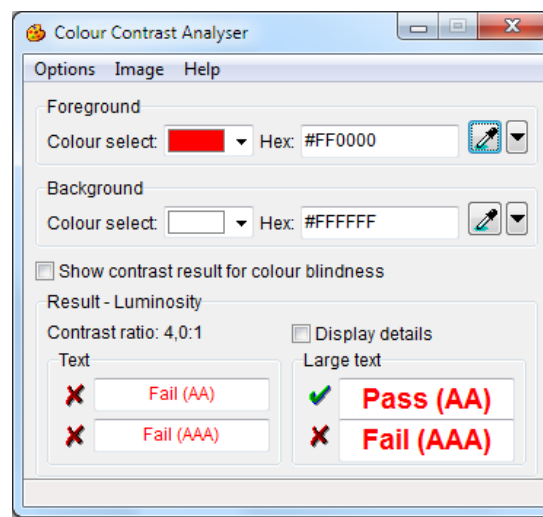 Colour Contrast Analyser
Options Image Help
Foreground
Colour select: Hex: #FF0000
Background
Colour select: Hex: #FFFFFF
Show contrast result for colour blindness
Result - Luminosity
Contrast ratio: 4,0:1 Display details
Text Large text
Fail (AA) Pass (AA)
Fail (AAA) Fail (AAA)